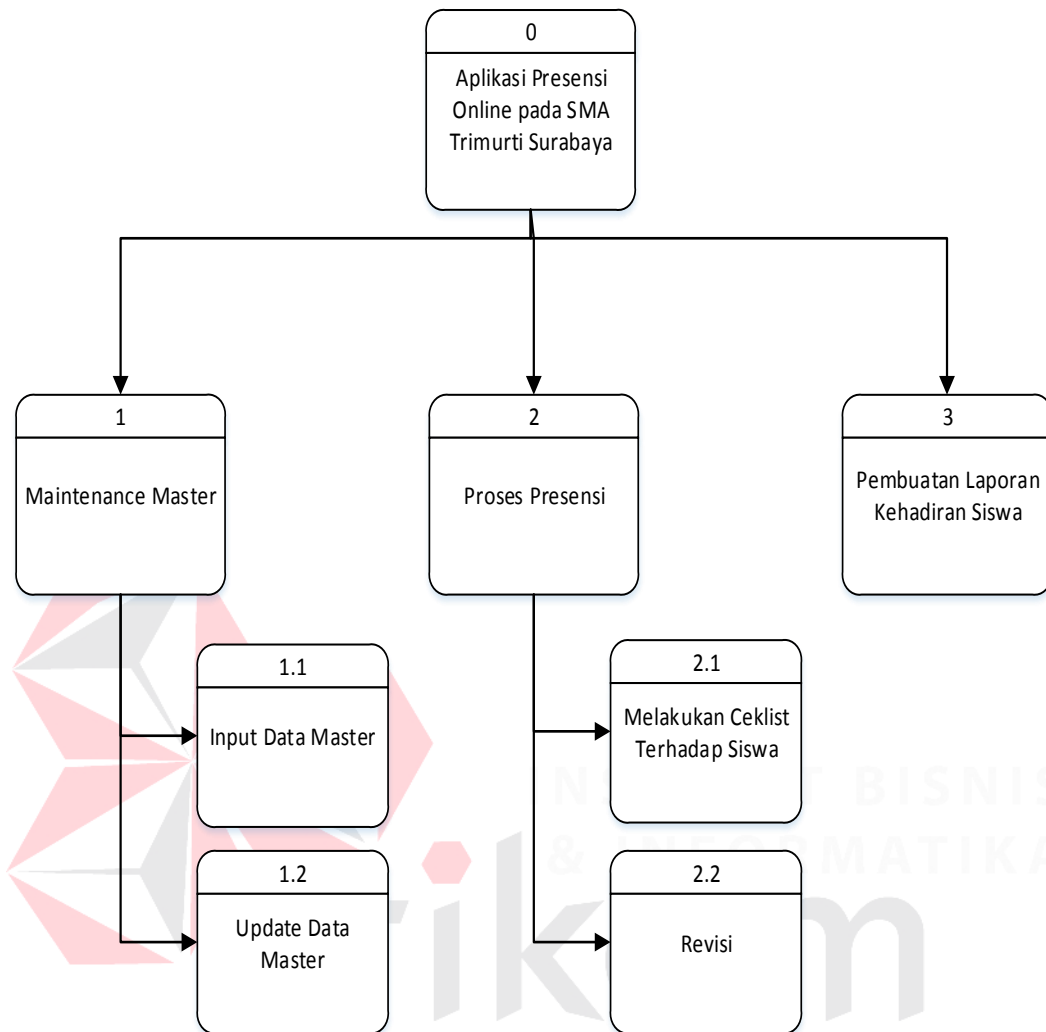 0
Aplikasi Presensi
Online pada SMA
Trimurti Surabaya
1
Maintenance Master
2
Proses Presensi
3
Pembuatan Laporan
Kehadiran Siswa
1.1
Input Data Master
2.1
Melakukan Ceklist
Terhadap Siswa
1.2
Update Data
Master
2.2
Revisi
BISNIS